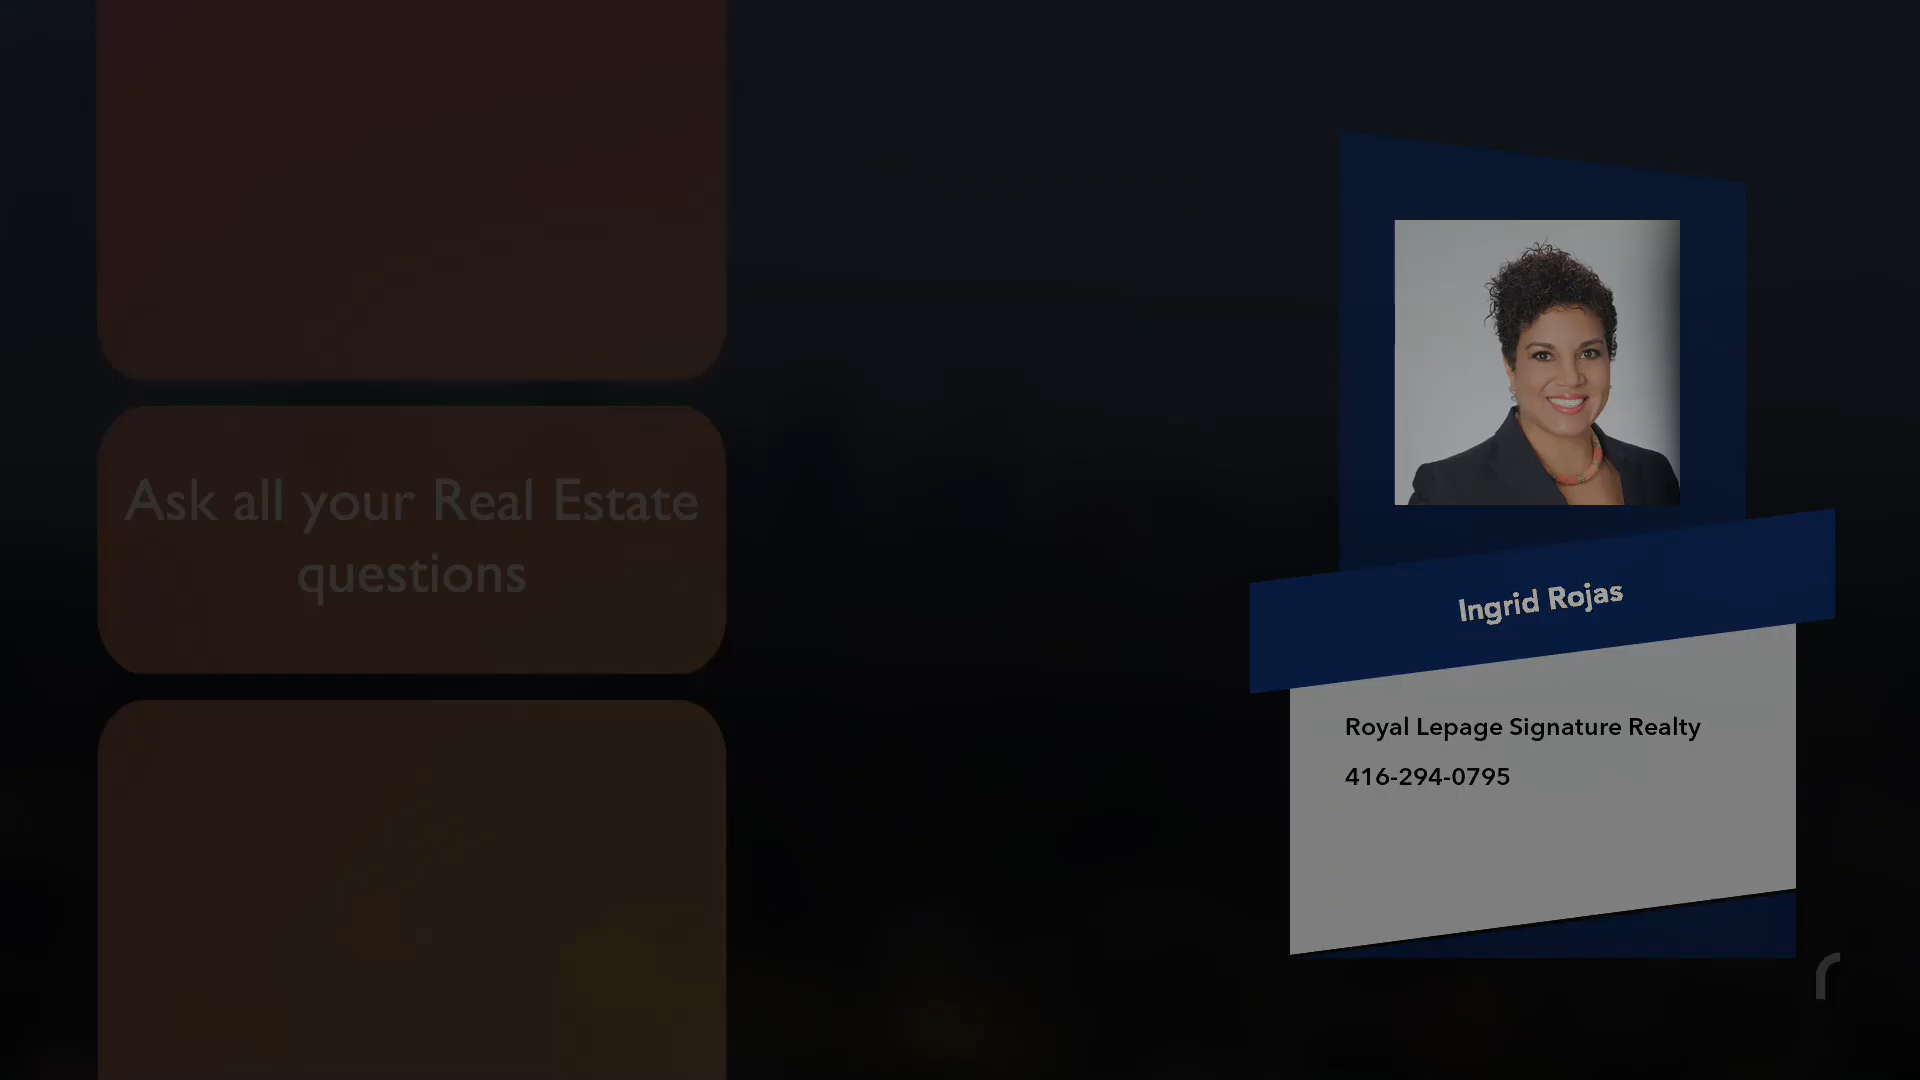 Ask all your Real Estate
questions
Ingrid Rojas
Royal Lepage Signature Realty
416-294-0795